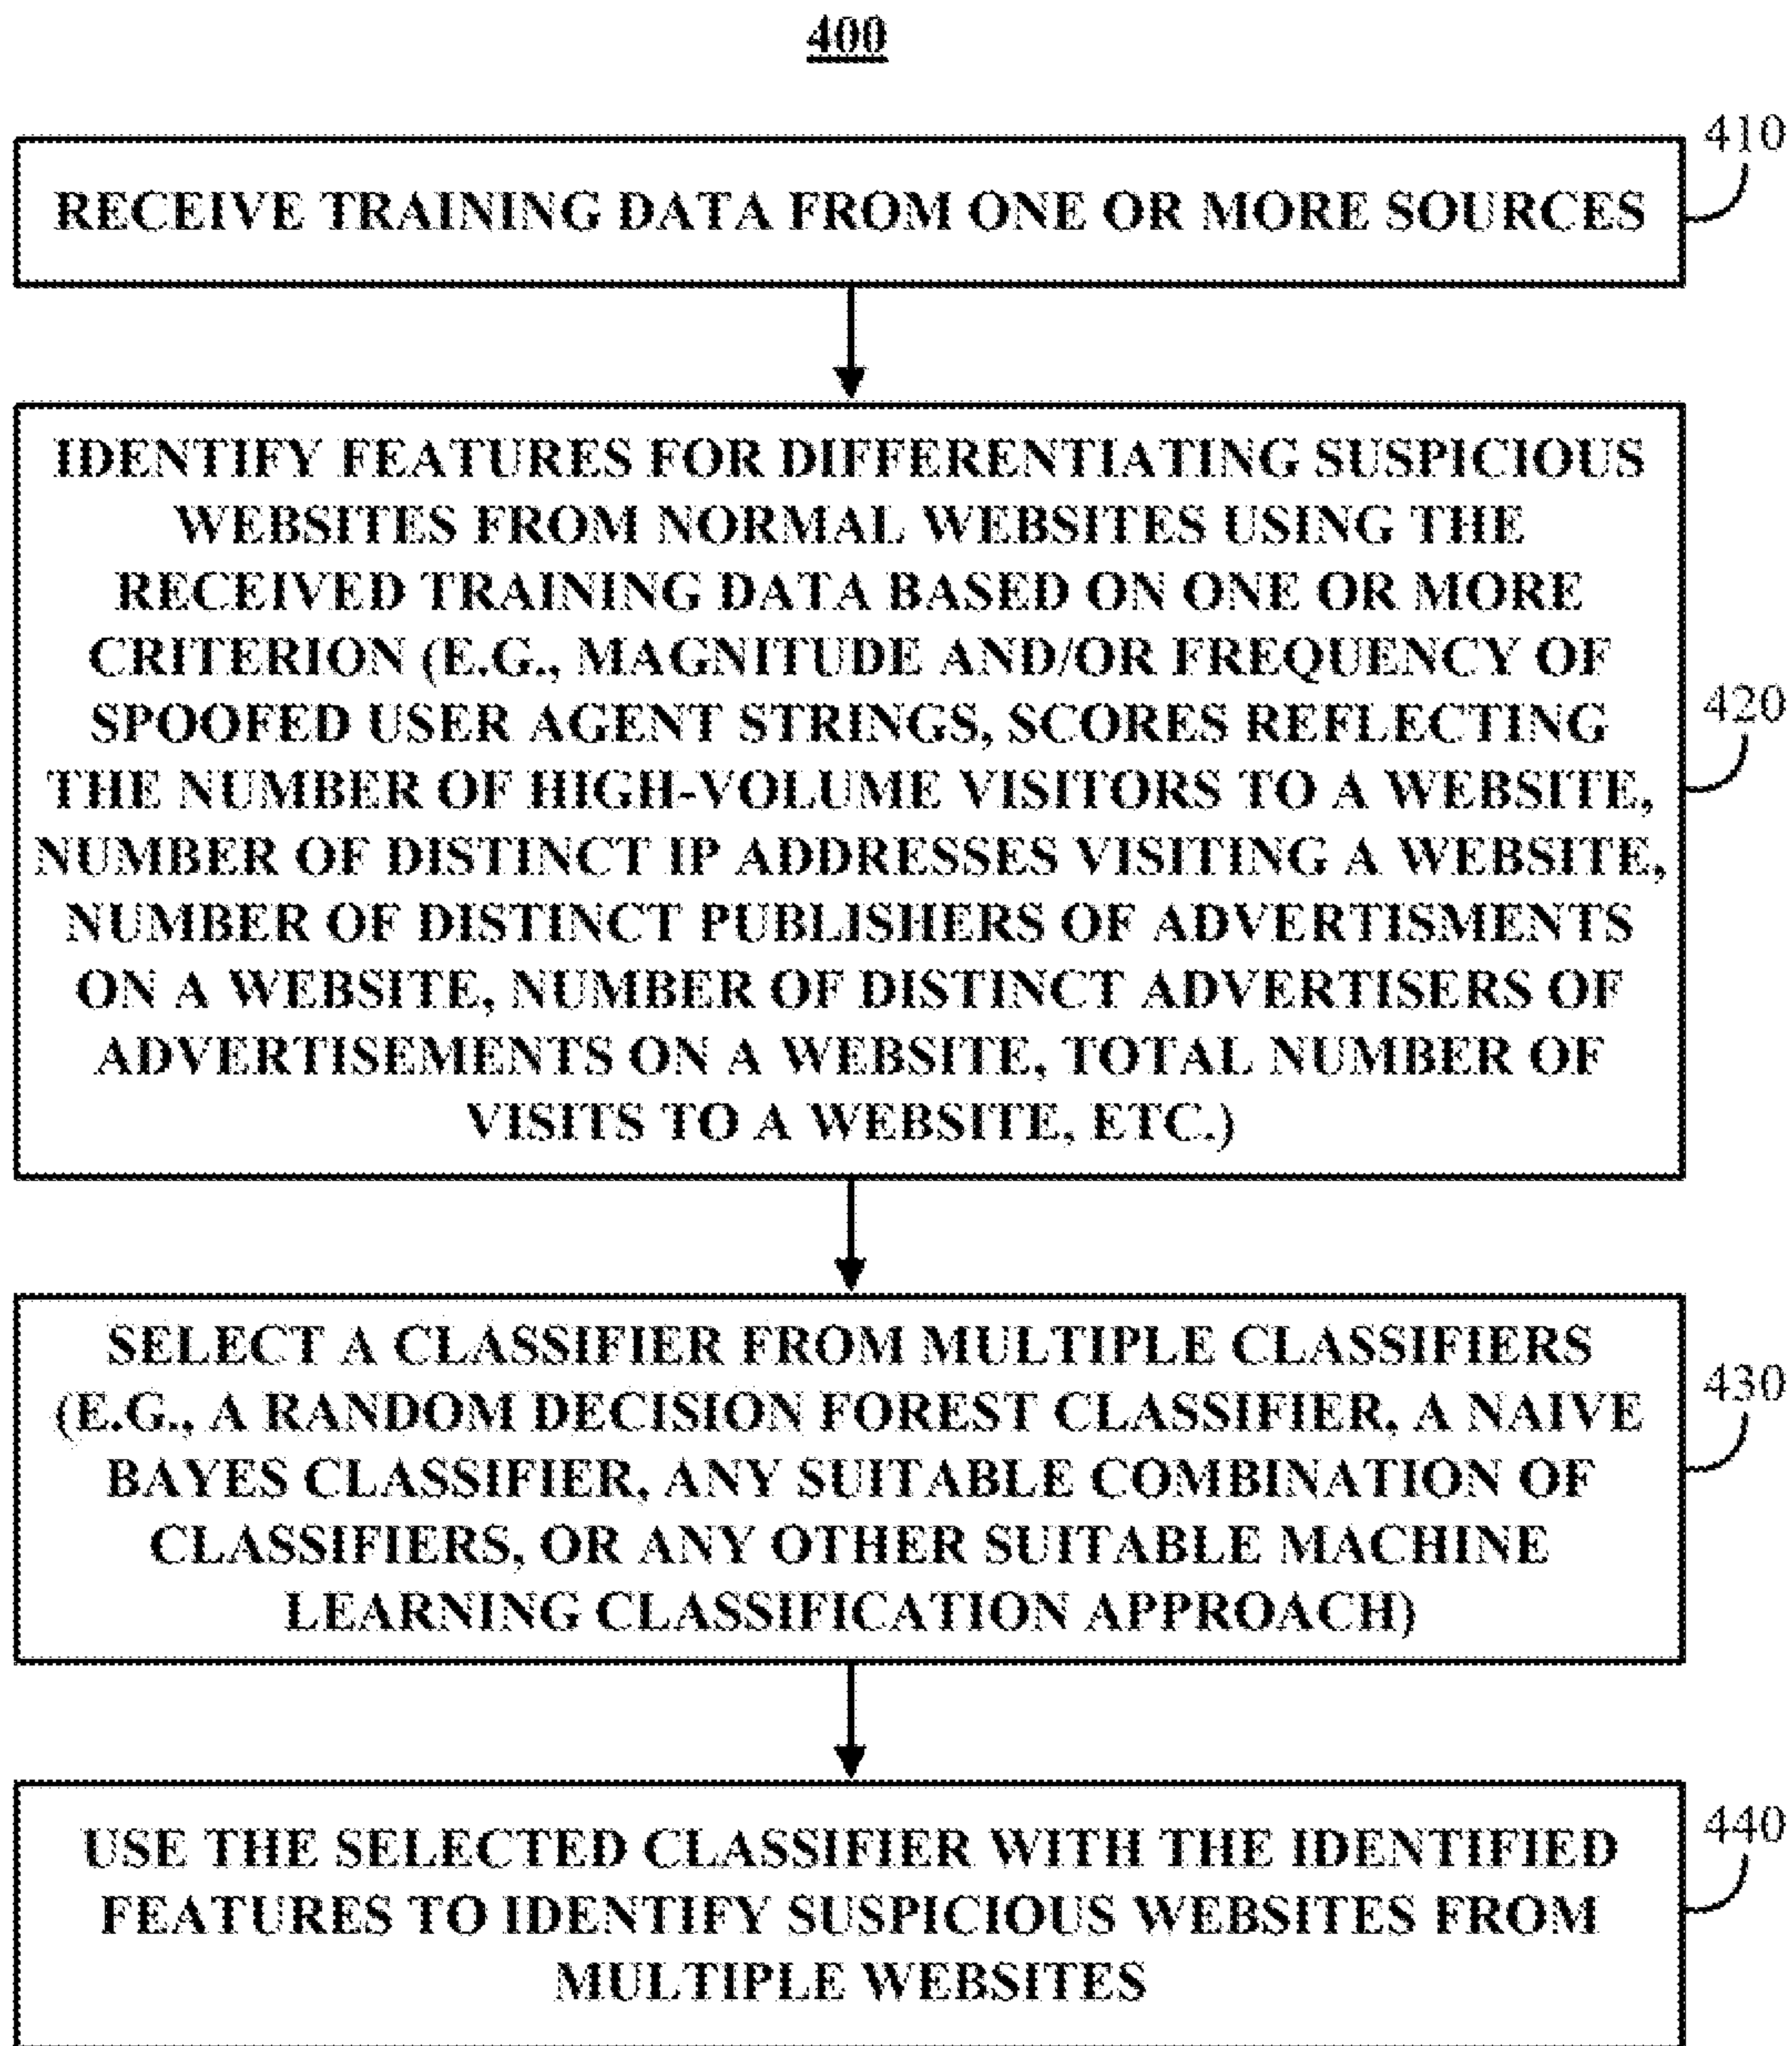 400
410
RECEIVE TRAINING DATA FROM ONE OR MORE SOURCES
IDENTIFY FEATURES FOR DIFFERENTIATING SUSPICIOUS
WEBSITES FROM NORMAL WEBSITES USING THE
RECEIVED TRAINING DATA BASED ON ONE OR MORE
CRITERION (E.G., MAGNITUDE AND/OR FREQUENCY OF
SPOOFED USER AGENT STRINGS, SCORES REFLECTING
420
THE NUMBER OF HIGH-VOLUME VISITORS TO A WEBSITE,
NUMBER OF DISTINCT IP ADDRESSES VISITING A WEBSITE,
NUMBER OF DISTINCT PUBLISHERS OF ADVERTISMENTS
ON A WEBSITE, NUMBER OF DISTINCT ADVERTISERS OF
ADVERTISEMENTS ON A WEBSITE, TOTAL NUMBER OF
VISITS TO A WEBSITE, ETC.)
SELECT A CLASSIFIER FROM MULTIPLE CLASSIFIERS
430
(E.G., A RANDOM DECISION FOREST CLASSIFIER, A NAIVE
BAYES CLASSIFIER, ANY SUITABLE COMBINATION OF
CLASSIFIERS, OR ANY OTHER SUITABLE MACHINE
LEARNING CLASSIFICATION APPROACH)
440
USE THE SELECTED CLASSIFIER WITH THE IDENTIFIED
FEATURES TO IDENTIFY SUSPICIOUS WEBSITES FROM
MULTIPLE WEBSITES